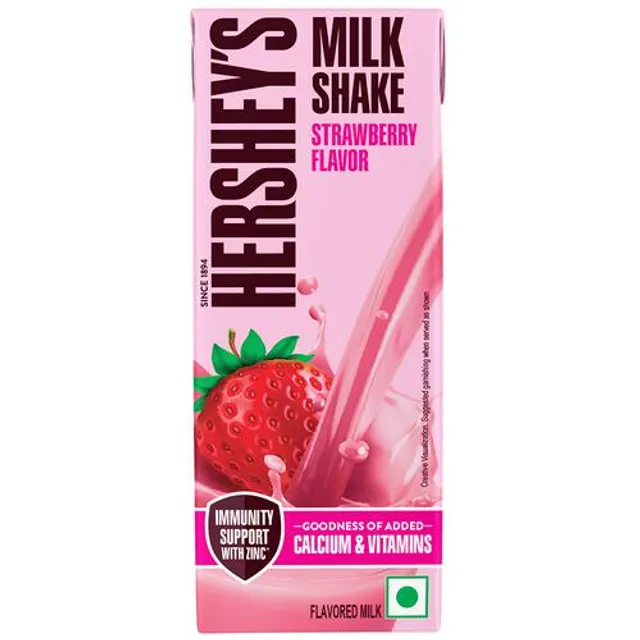 HERSHEY'S
SINCE 1894
MILK
SHAKE
STRAWBERRY
FLAVOR
Creative Visualization. Suggested garnishing when served as shown
IMMUNITY
SUPPORT
WITH ZINC*
GOODNESS OF ADDED
CALCIUM & VITAMINS
FLAVORED MILK